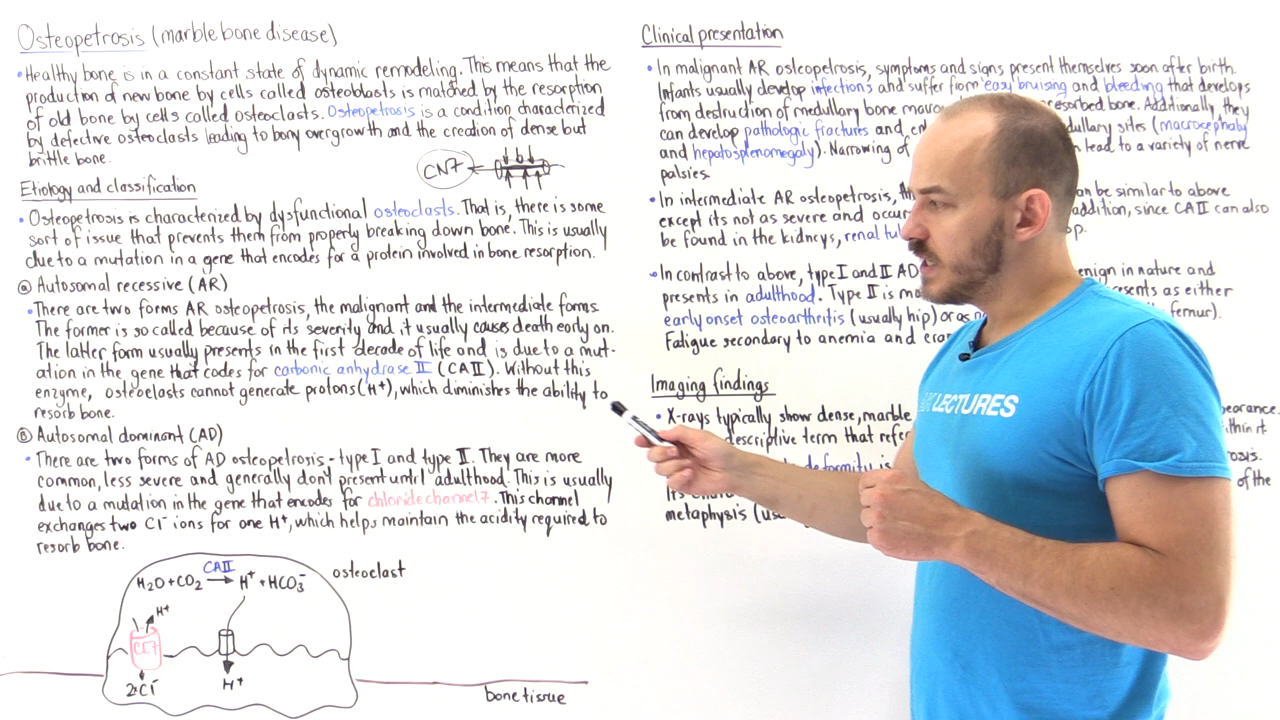 Osteopetrosis (marble bone disease)
• Healthy bone is in a constant state of dynamic remodeling. This means that the
production of new bone by cells called osteoblasts is matched by the resorption
of old bone by cells called osteoclasts. Osteopetrosis is a condition characterized
by defective osteoclasts leading to bony overgrowth and the creation of dense but
brittle bone.
CN7
Etiology and classification
• Osteopetrosis is characterized by dysfunctional osteoclasts. That is, there is some
sort of issue that prevents them from properly breaking down bone. This is usually
due to a mutation in a gene that encodes for a protein involved in bone resorption.
ⓐ Autosomal recessive (AR)
• There are two forms AR osteopetrosis, the malignant and the intermediate forms.
The former is so called because of its severity and it usually causes death early on.
The latter form usually presents in the first decade of life and is due to a mut-
ation in the gene that codes for carbonic anhydrase II (CAII). Without this
enzyme, osteoclasts cannot generate protons (H⁺), which diminishes the ability to
resorb bone.
ⓑ Autosomal dominant (AD)
• There are two forms of AD osteopetrosis - type I and type II. They are more
common, less severe and generally don't present until adulthood. This is usually
due to a mutation in the gene that encodes for chloride channel 7. This channel
exchanges two Cl⁻ ions for one H⁺, which helps maintain the acidity required to
resorb bone.
CAII
H₂O + CO₂ → H⁺ + HCO₃⁻
osteoclast
H⁺
CC7
2Cl⁻
H⁺
bone tissue
Clinical presentation
• In malignant AR osteopetrosis, symptoms and signs present themselves soon after birth.
Infants usually develop infections and suffer from easy bruising and bleeding that develops
from destruction of medullary bone resorbed bone. Additionally, they
can develop pathologic fractures and sites (macrocephaly
and hepatosplenomegaly). Narrowing of lead to a variety of nerve
palsies.
• In intermediate AR osteopetrosis, can be similar to above
except its not as severe and addition, since CAII can also
be found in the kidneys, renal
• In contrast to above, type I and II AD in nature and
presents in adulthood. Type II is as either
early onset osteoarthritis (usually hip) or as femur).
Fatigue secondary to anemia and
Imaging findings
• X-rays typically show dense, marble
descriptive term that
deformity is
of the
metaphysis
LECTURES